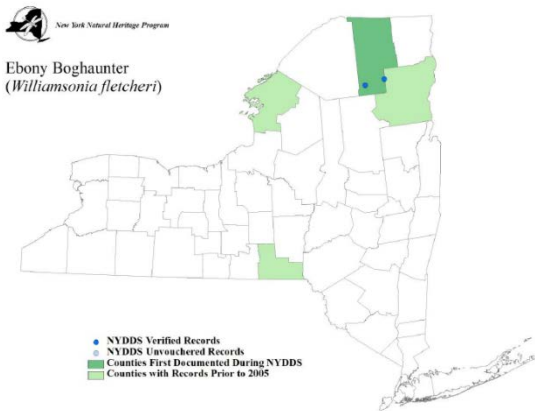 New York Natural Heritage Program
Ebony Boghaunter
(Williamsonia fletcheri)
NYDDS Verified Records
NYDDS Unvouchered Records
Counties First Documented During NYDDS
Counties with Records Prior to 2005